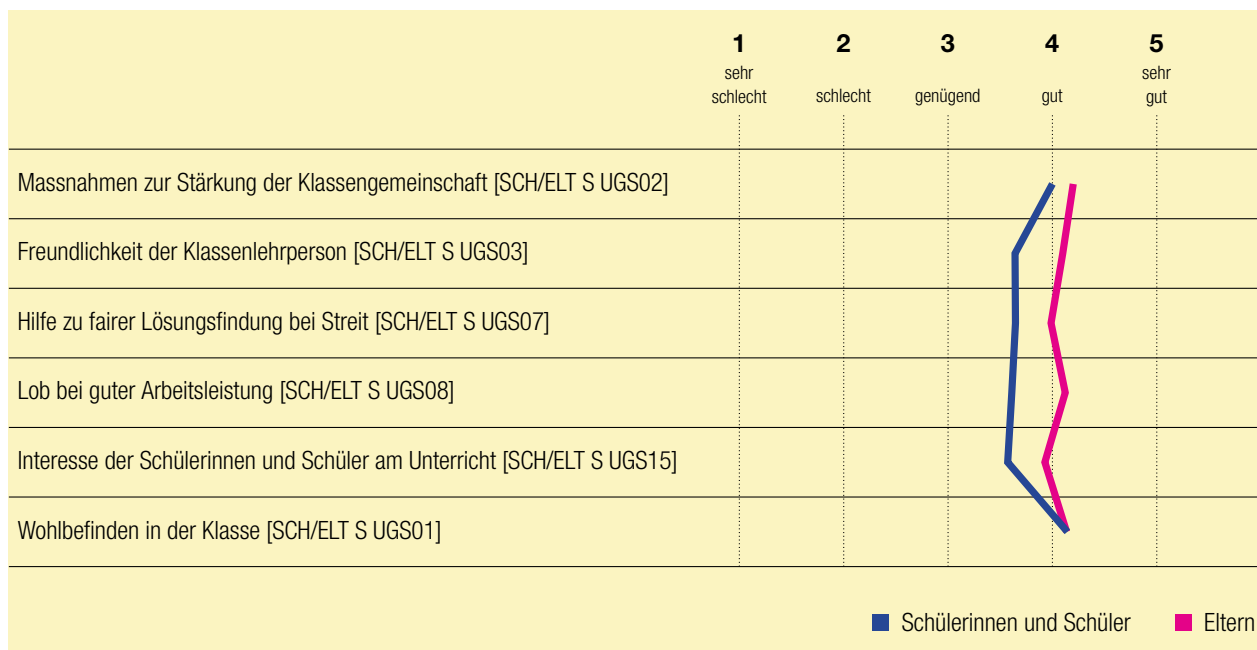 1 2 3 4 5
sehr schlecht schlecht genügend gut sehr gut
Massnahmen zur Stärkung der Klassengemeinschaft [SCH/ELT S UGS02]
Freundlichkeit der Klassenlehrperson [SCH/ELT S UGS03]
Hilfe zu fairer Lösungsfindung bei Streit [SCH/ELT S UGS07]
Lob bei guter Arbeitsleistung [SCH/ELT S UGS08]
Interesse der Schülerinnen und Schüler am Unterricht [SCH/ELT S UGS15]
Wohlbefinden in der Klasse [SCH/ELT S UGS01]
Schülerinnen und Schüler Eltern